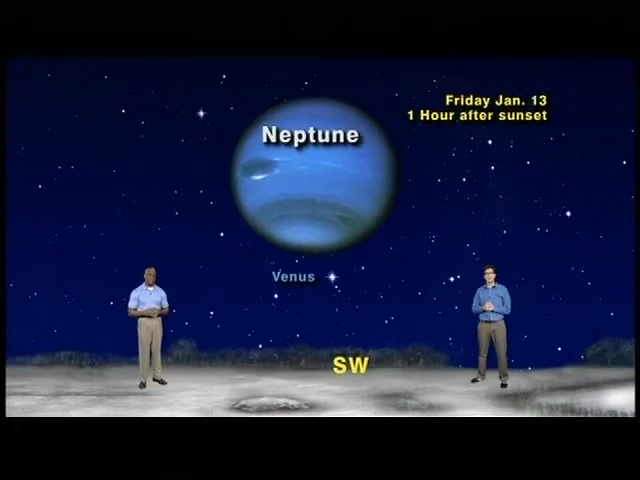 Friday Jan. 13
1 Hour after sunset
Neptune
Venus
SW